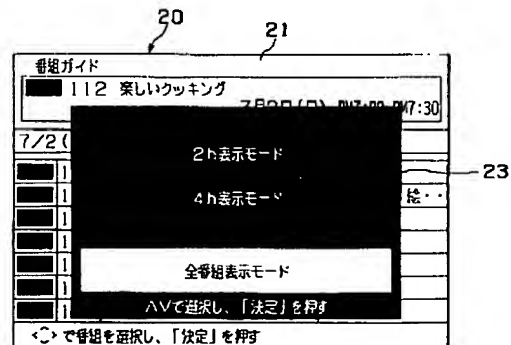 20
21
番組ガイド
112 楽しいクッキング
7月2日(日) PM7:00-PM7:30
7/2(
2h表示モード
23
4h表示モード
絵・・
全番組表示モード
∧∨で選択し、「決定」を押す
で番組を選択し、「決定」を押す